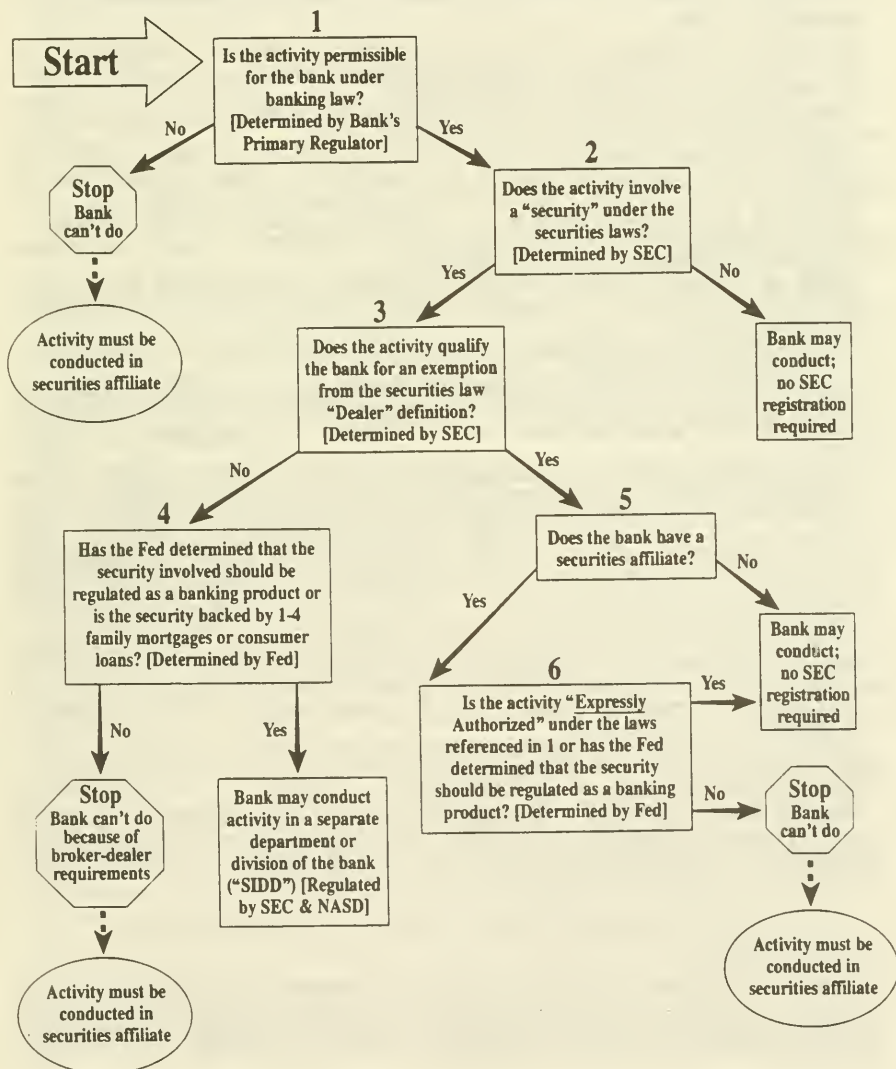 Start
1
Is the activity permissible
for the bank under
banking law?
[Determined by Bank's
Primary Regulator]
No
Yes
Stop
Bank
can't do
Activity must be
conducted in
securities affiliate
2
Does the activity involve
a "security" under the
securities laws?
[Determined by SEC]
Yes
No
Bank may
conduct;
no SEC
registration
required
3
Does the activity qualify
the bank for an exemption
from the securities law
"Dealer" definition?
[Determined by SEC]
No
Yes
4
Has the Fed determined that the
security involved should be
regulated as a banking product or
is the security backed by 1-4
family mortgages or consumer
loans? [Determined by Fed]
No
Yes
Stop
Bank can't do
because of
broker-dealer
requirements
Activity must be
conducted in
securities affiliate
Bank may conduct
activity in a separate
department or
division of the bank
("SIDD") [Regulated
by SEC & NASD]
5
Does the bank have a
securities affiliate?
Yes
No
Bank may
conduct;
no SEC
registration
required
6
Is the activity "Expressly
Authorized" under the laws
referenced in 1 or has the Fed
determined that the security
should be regulated as a banking
product? [Determined by Fed]
Yes
No
Stop
Bank
can't do
Activity must be
conducted in
securities affiliate